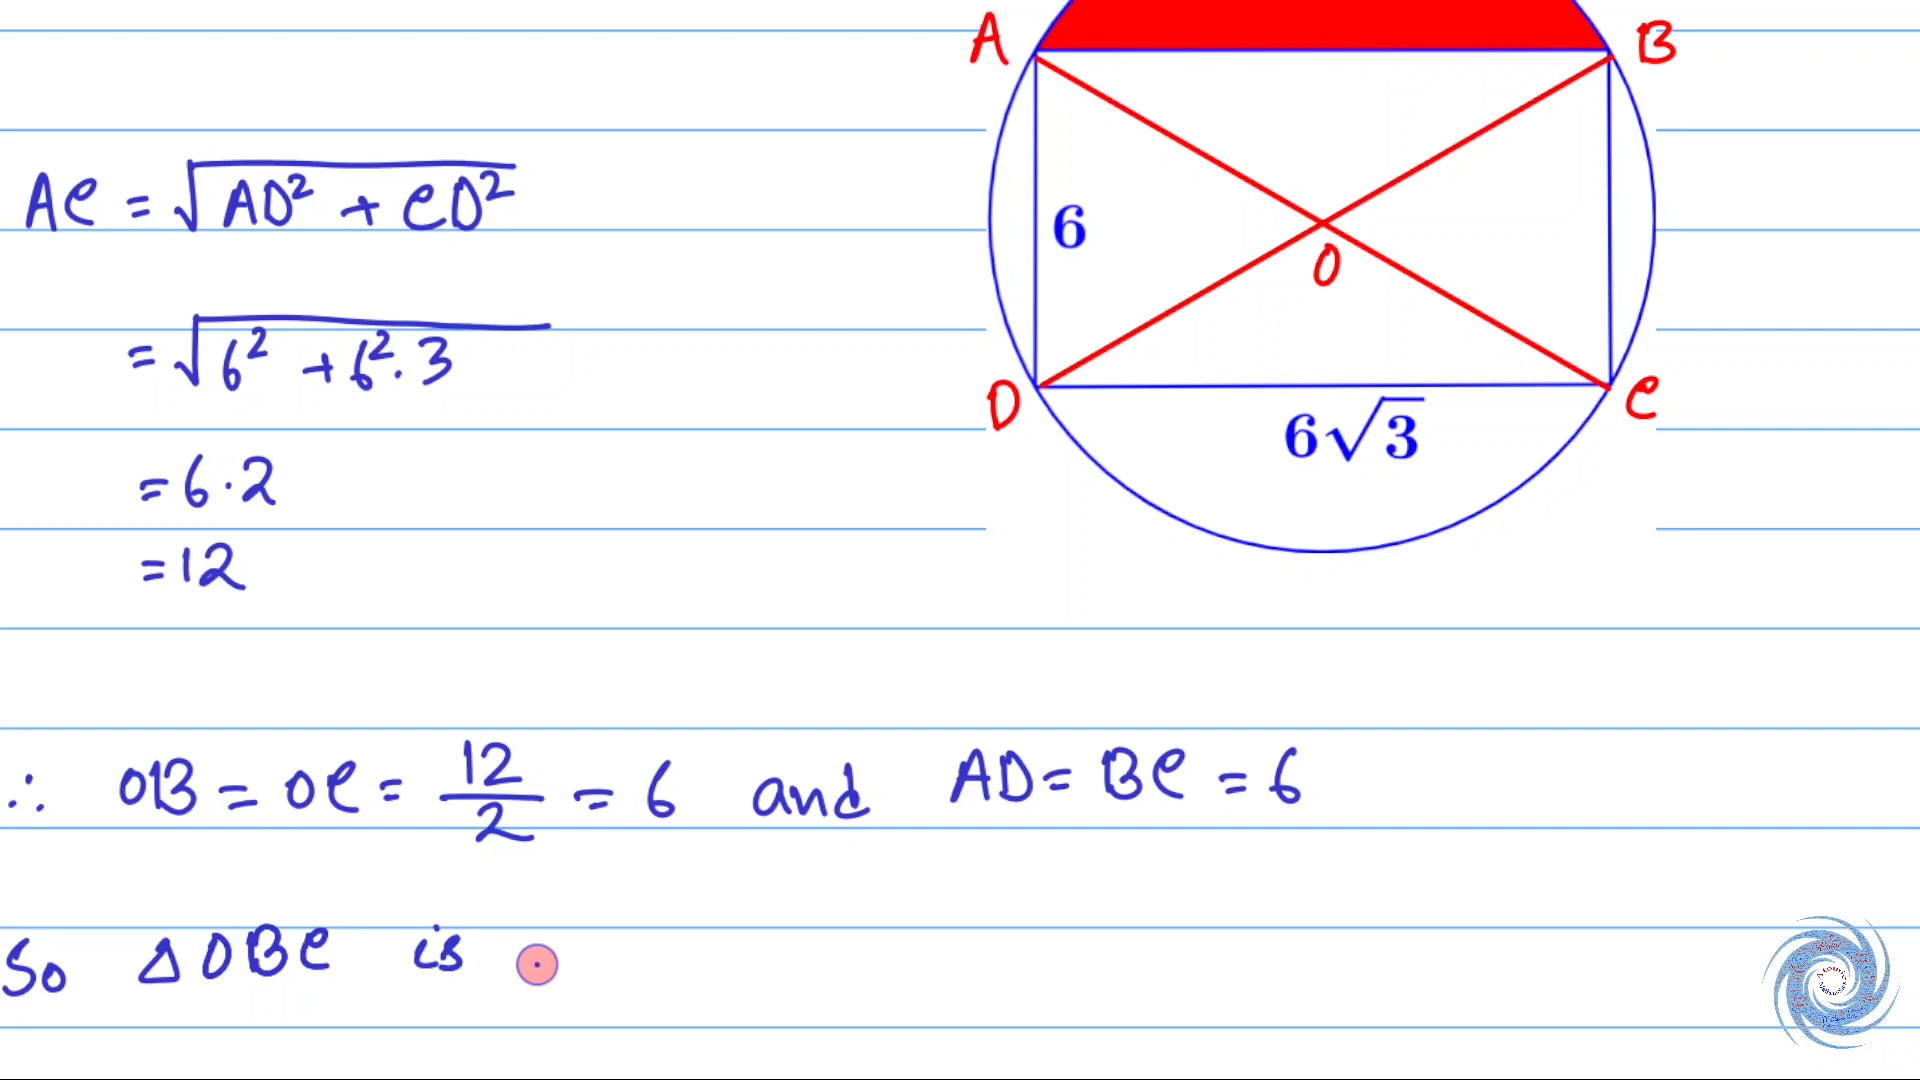 A
B
AC = √(AD² + CD²)
6
O
= √(6² + 6².3
D
C
6√3
= 6·2
= 12
∴ OB = OC = 12/2 = 6 and AD = BC = 6
So △OBC is